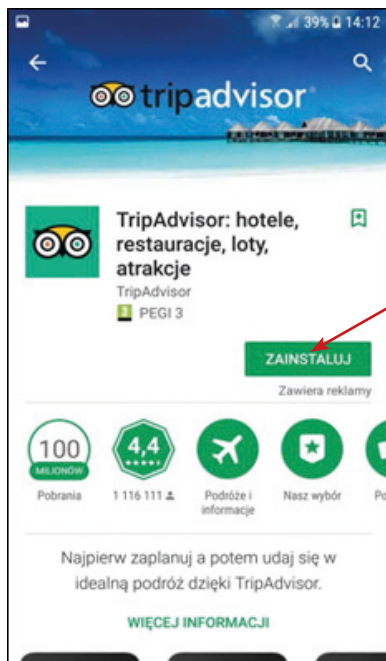 39% 14:12
tripadvisor
TripAdvisor: hotele,
restauracje, loty,
atrakcje
TripAdvisor
3 PEGI 3
ZAINSTALUJ
Zawiera reklamy
100
MILIONÓW
Pobrania
4,4
1 116 111
Podróże i
informacje
Nasz wybór
Po
Najpierw zaplanuj a potem udaj się w
idealną podróż dzięki TripAdvisor.
WIĘCEJ INFORMACJI